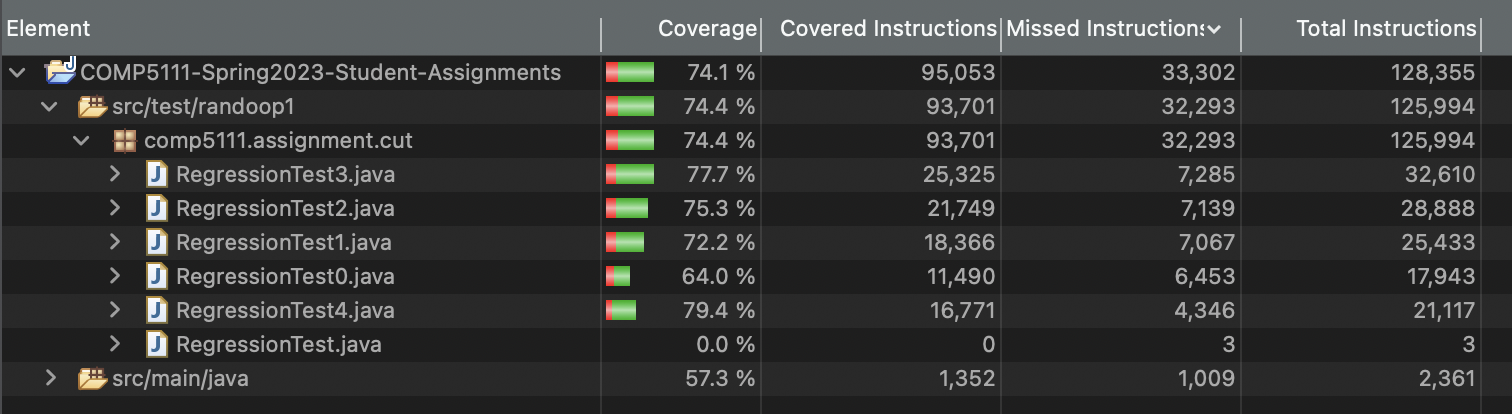 Element Coverage Covered Instructions Missed Instructions Total Instructions
COMP5111-Spring2023-Student-Assignments 74.1 % 95,053 33,302 128,355
src/test/randoop1 74.4 % 93,701 32,293 125,994
comp5111.assignment.cut 74.4 % 93,701 32,293 125,994
RegressionTest3.java 77.7 % 25,325 7,285 32,610
RegressionTest2.java 75.3 % 21,749 7,139 28,888
RegressionTest1.java 72.2 % 18,366 7,067 25,433
RegressionTest0.java 64.0 % 11,490 6,453 17,943
RegressionTest4.java 79.4 % 16,771 4,346 21,117
RegressionTest.java 0.0 % 0 3 3
src/main/java 57.3 % 1,352 1,009 2,361